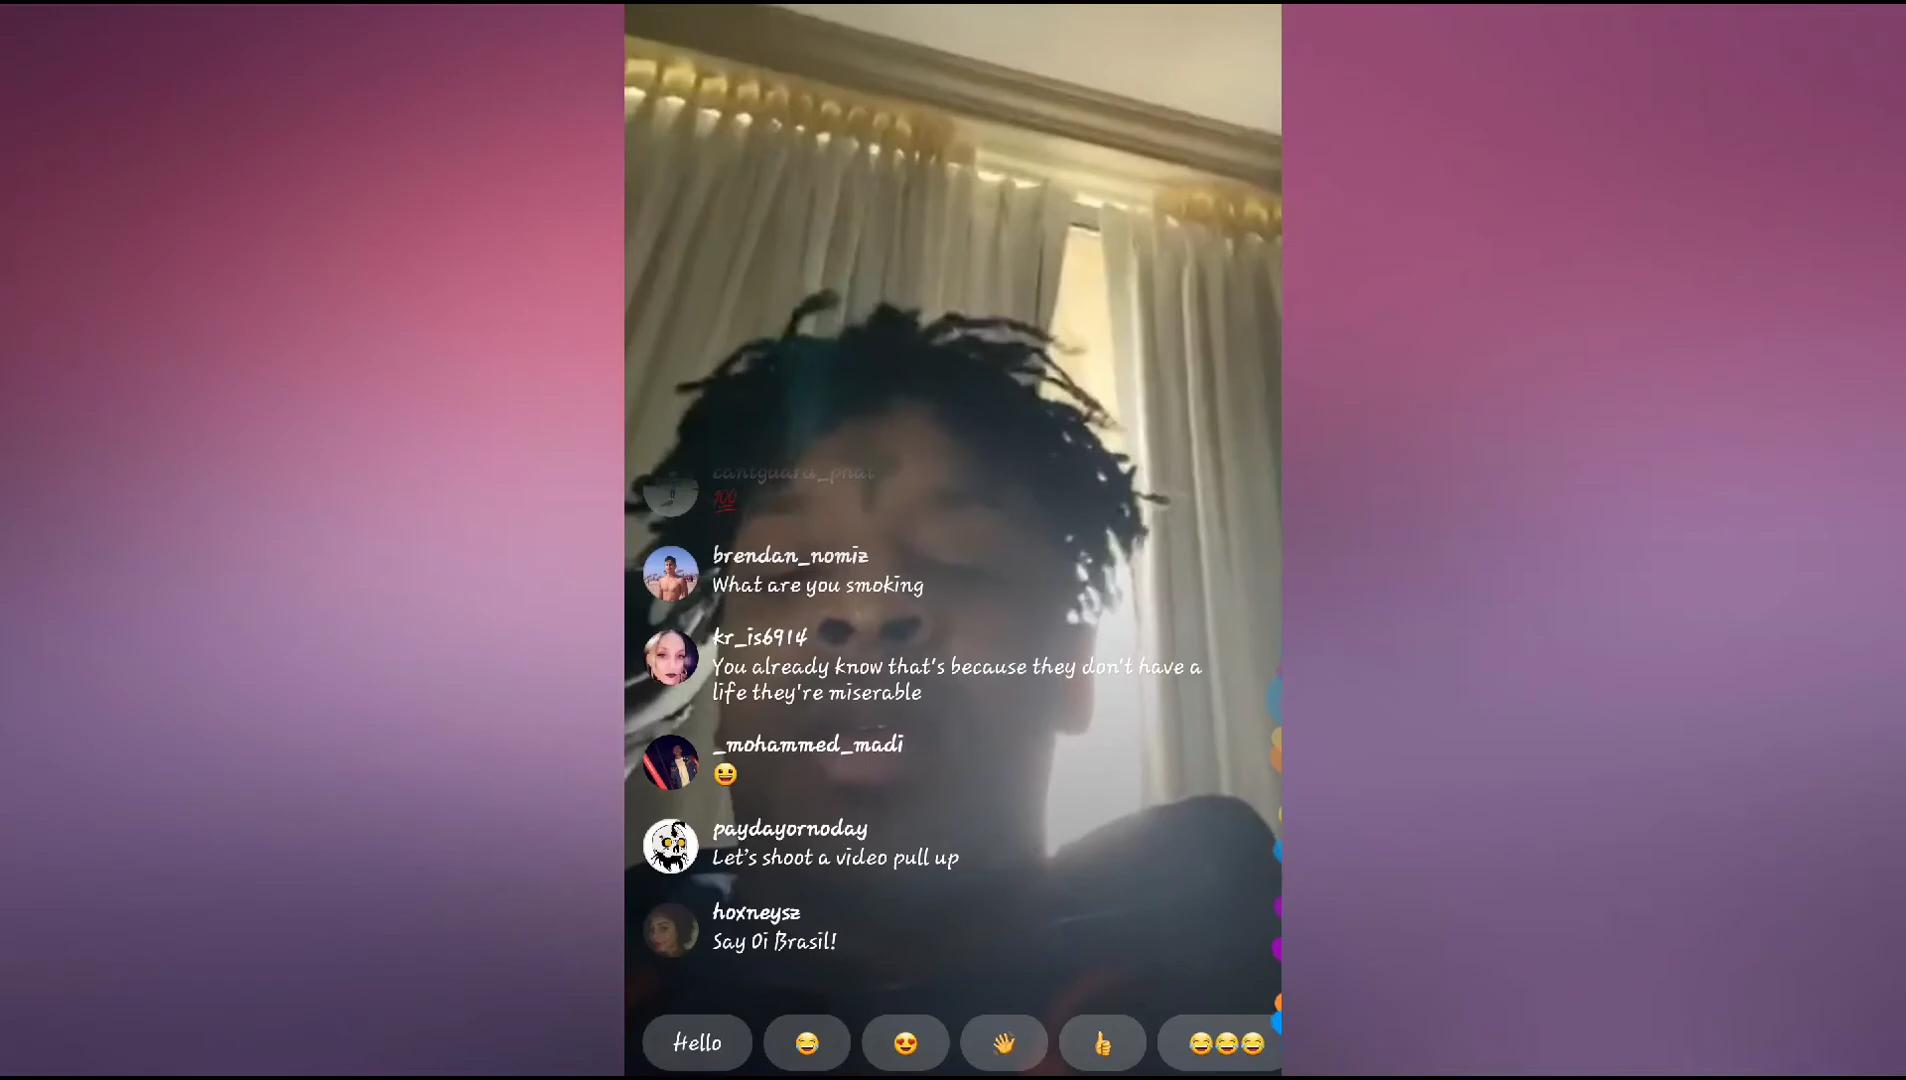 cantguard_phat
💯
brendan_nomiz
What are you smoking
kr_is6914
You already know that's because they don't have a
life they're miserable
_mohammed_madi
😀
paydayornoday
Let's shoot a video pull up
hoxneysz
Say Oi Brasil!
Hello 😂 😍 👋 👍 😂😂😂